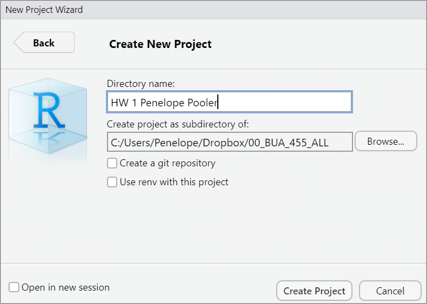 New Project Wizard
Back
Create New Project
R
Directory name:
HW 1 Penelope Pooler
Create project as subdirectory of:
C:/Users/Penelope/Dropbox/00_BUA_455_ALL
Browse...
Create a git repository
Use renv with this project
Open in new session
Create Project
Cancel